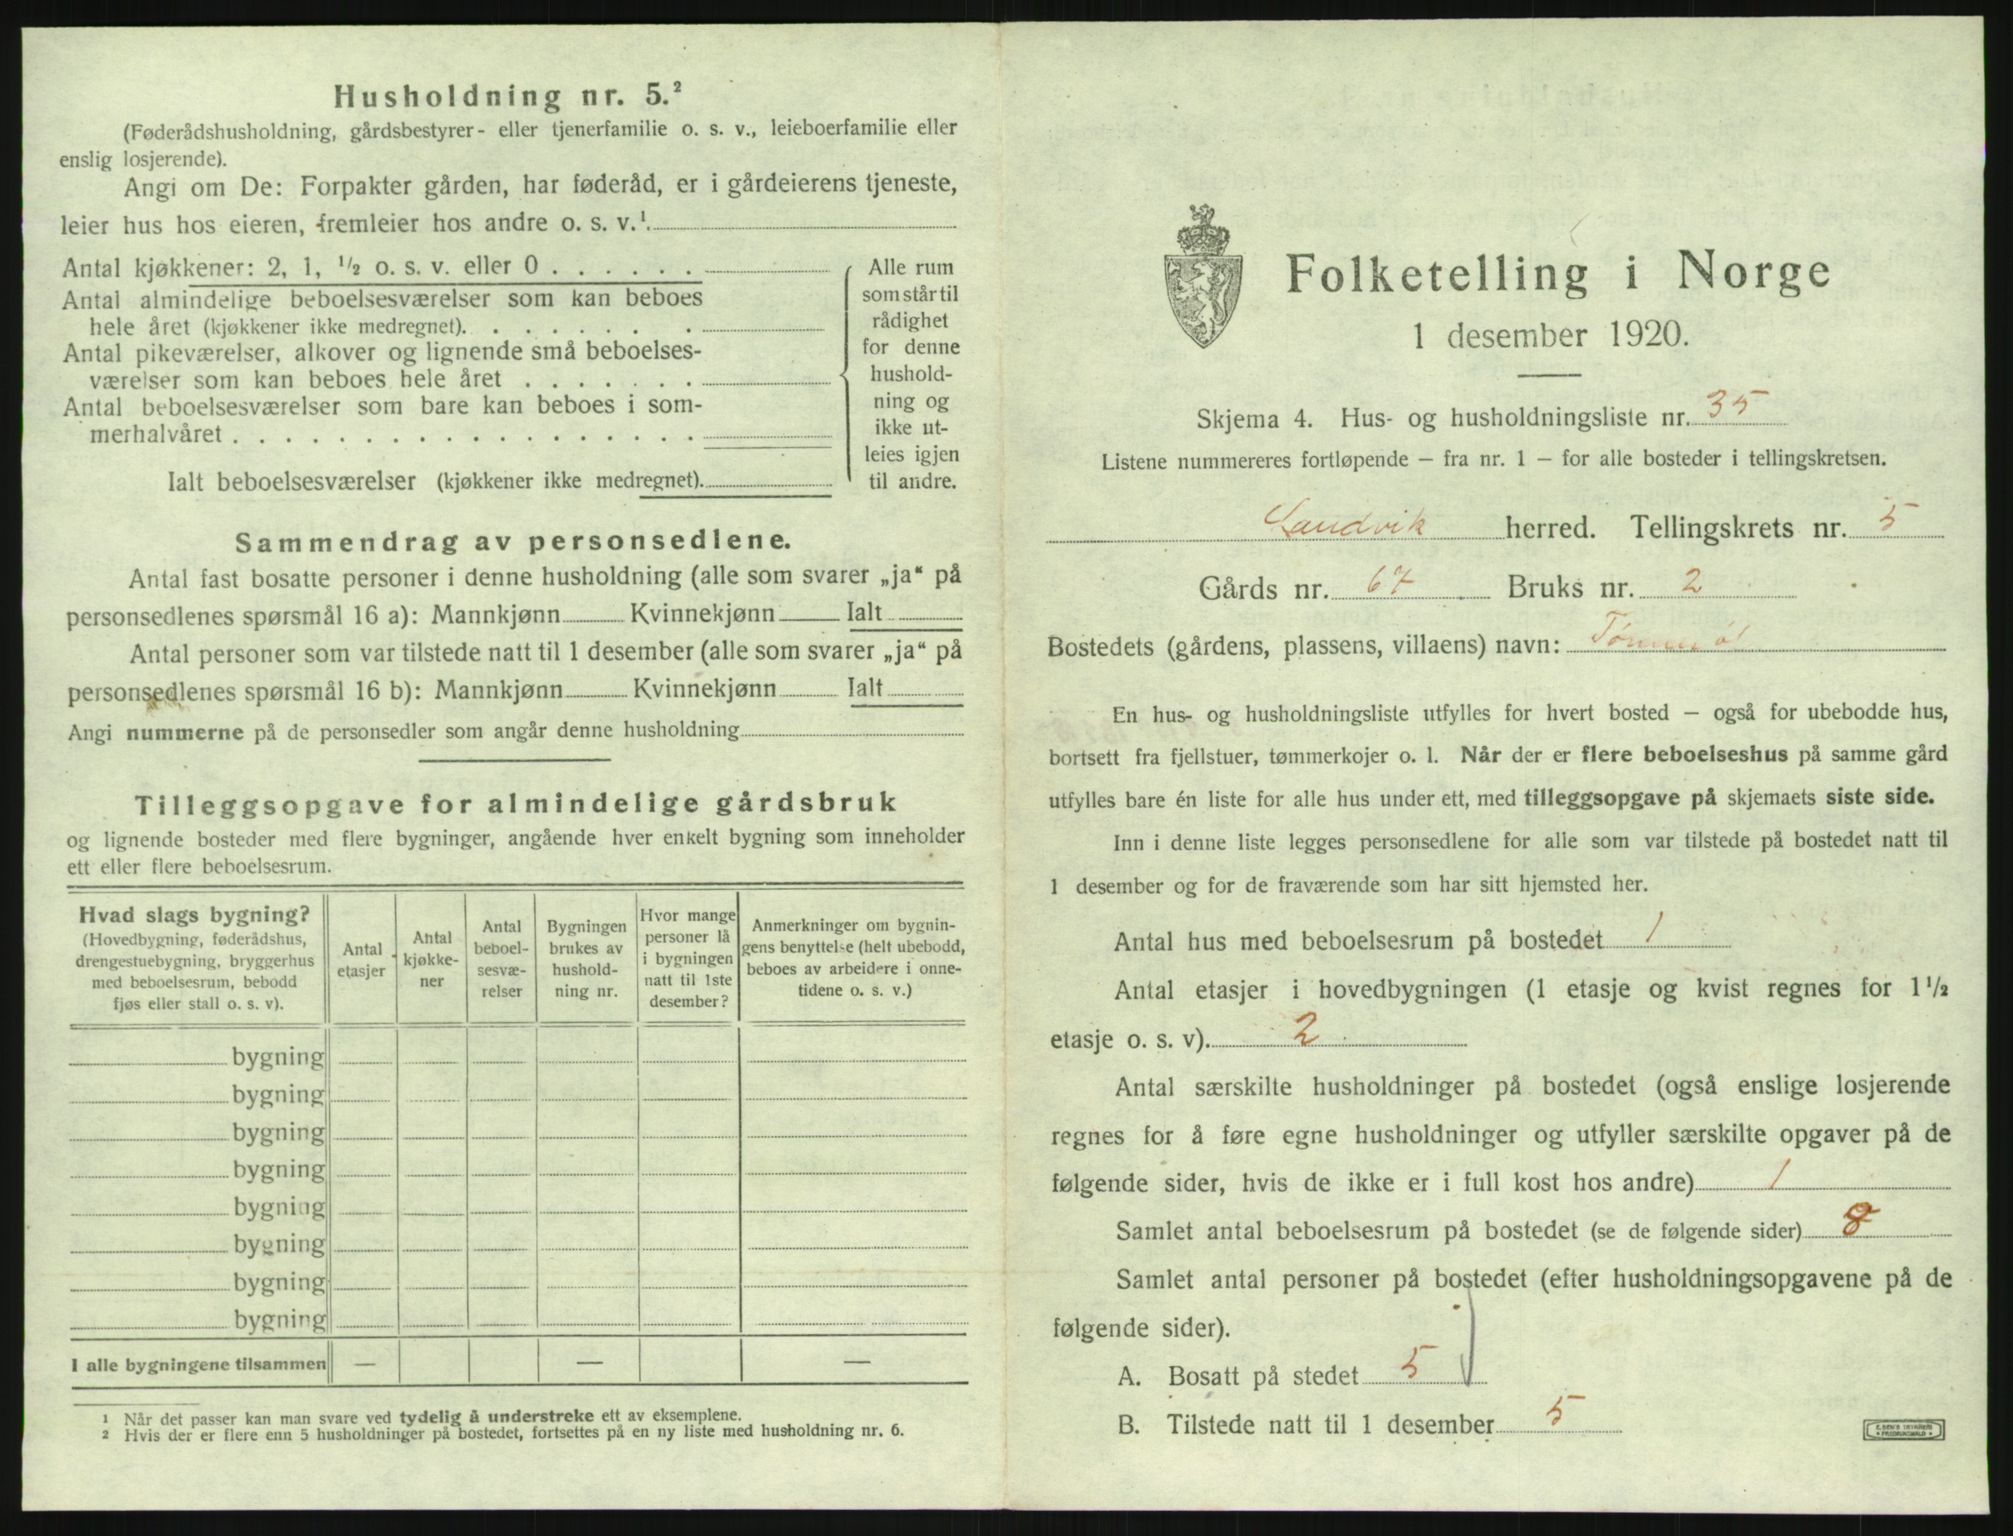 Husholdning nr. 5.²
(Føderådshusholdning, gårdsbestyrer- eller tjenerfamilie o. s. v., leieboerfamilie eller
enslig losjerende).
Angi om De: Forpakter gården, har føderåd, er i gårdeierens tjeneste,
leier hus hos eieren, fremleier hos andre o. s. v.¹.
Antal kjøkkener: 2, 1, ½ o. s. v. eller 0 . . . . . .
Antal almindelige beboelsesværelser som kan beboes
hele året (kjøkkener ikke medregnet). . . . . . . .
Antal pikeværelser, alkover og lignende små beboelses-
værelser som kan beboes hele året . . . . . . .
Antal beboelsesværelser som bare kan beboes i som-
merhalvåret . . . . . . . . . . . . . . . . . .
Ialt beboelsesværelser (kjøkkener ikke medregnet).
Alle rum
som står til
rådighet
for denne
hushold-
ning og
ikke ut-
leies igjen
til andre.
Sammendrag av personsedlene.
Antal fast bosatte personer i denne husholdning (alle som svarer „ja“ på
personsedlenes spørsmål 16 a): Mannkjønn Kvinnekjønn Ialt
Antal personer som var tilstede natt til 1 desember (alle som svarer „ja“ på
personsedlenes spørsmål 16 b): Mannkjønn Kvinnekjønn Ialt
Angi nummerne på de personsedler som angår denne husholdning
Tilleggsopgave for almindelige gårdsbruk
og lignende bosteder med flere bygninger, angående hver enkelt bygning som inneholder
ett eller flere beboelsesrum.
Hvad slags bygning?
(Hovedbygning, føderådshus,
drengestuebygning, bryggerhus
med beboelsesrum, bebodd
fjøs eller stall o. s. v).
Antal
etasjer
Antal
kjøkke-
ner
Antal
beboel-
sesvæ-
relser
Bygningen
brukes av
hushold-
ning nr.
Hvor mange
personer lå
i bygningen
natt til 1ste
desember?
Anmerkninger om bygnin-
gens benyttelse (helt ubebodd,
beboes av arbeidere i onne-
tidene o. s. v.)
bygning
bygning
bygning
bygning
bygning
bygning
bygning
bygning
I alle bygningene tilsammen — — —
1 Når det passer kan man svare ved tydelig å understreke ett av eksemplene.
2 Hvis der er flere enn 5 husholdninger på bostedet, fortsettes på en ny liste med husholdning nr. 6.
Folketelling i Norge
1 desember 1920.
Skjema 4. Hus- og husholdningsliste nr. 35
Listene nummereres fortløpende — fra nr. 1 — for alle bosteder i tellingskretsen.
Landvik herred. Tellingskrets nr. 5
Gårds nr. 67 Bruks nr. 2
Bostedets (gårdens, plassens, villaens) navn:
En hus- og husholdningsliste utfylles for hvert bosted — også for ubebodde hus,
bortsett fra fjellstuer, tømmerkojer o. l. Når der er flere beboelseshus på samme gård
utfylles bare én liste for alle hus under ett, med tilleggsopgave på skjemaets siste side.
Inn i denne liste legges personsedlene for alle som var tilstede på bostedet natt til
1 desember og for de fraværende som har sitt hjemsted her.
Antal hus med beboelsesrum på bostedet 1
Antal etasjer i hovedbygningen (1 etasje og kvist regnes for 1½
etasje o. s. v). 2
Antal særskilte husholdninger på bostedet (også enslige losjerende
regnes for å føre egne husholdninger og utfyller særskilte opgaver på de
følgende sider, hvis de ikke er i full kost hos andre) 1
Samlet antal beboelsesrum på bostedet (se de følgende sider) 8
Samlet antal personer på bostedet (efter husholdningsopgavene på de
følgende sider).
A. Bosatt på stedet 5
B. Tilstede natt til 1 desember 5